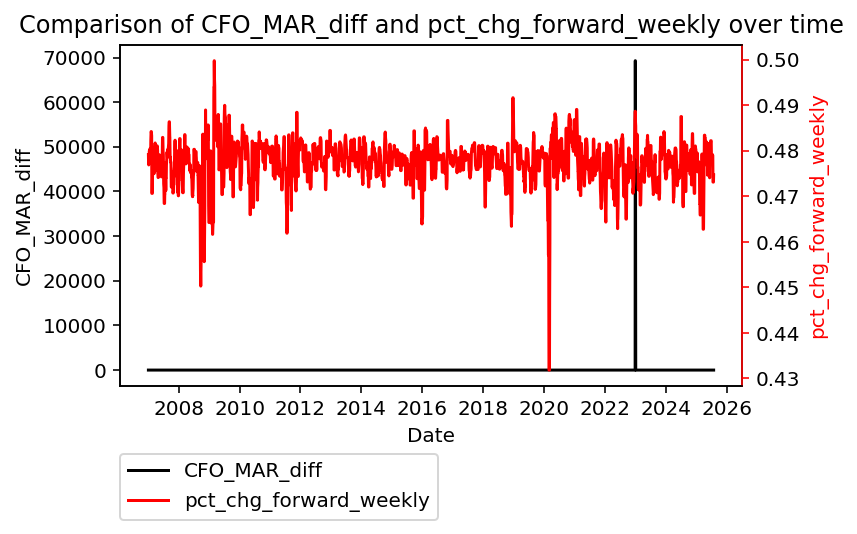 Comparison of CFO_MAR_diff and pct_chg_forward_weekly over time
70000
60000
50000
40000
30000
20000
10000
0
CFO_MAR_diff
0.50
0.49
0.48
0.47
0.46
0.45
0.44
0.43
pct_chg_forward_weekly
2008 2010 2012 2014 2016 2018 2020 2022 2024 2026
Date
CFO_MAR_diff
pct_chg_forward_weekly